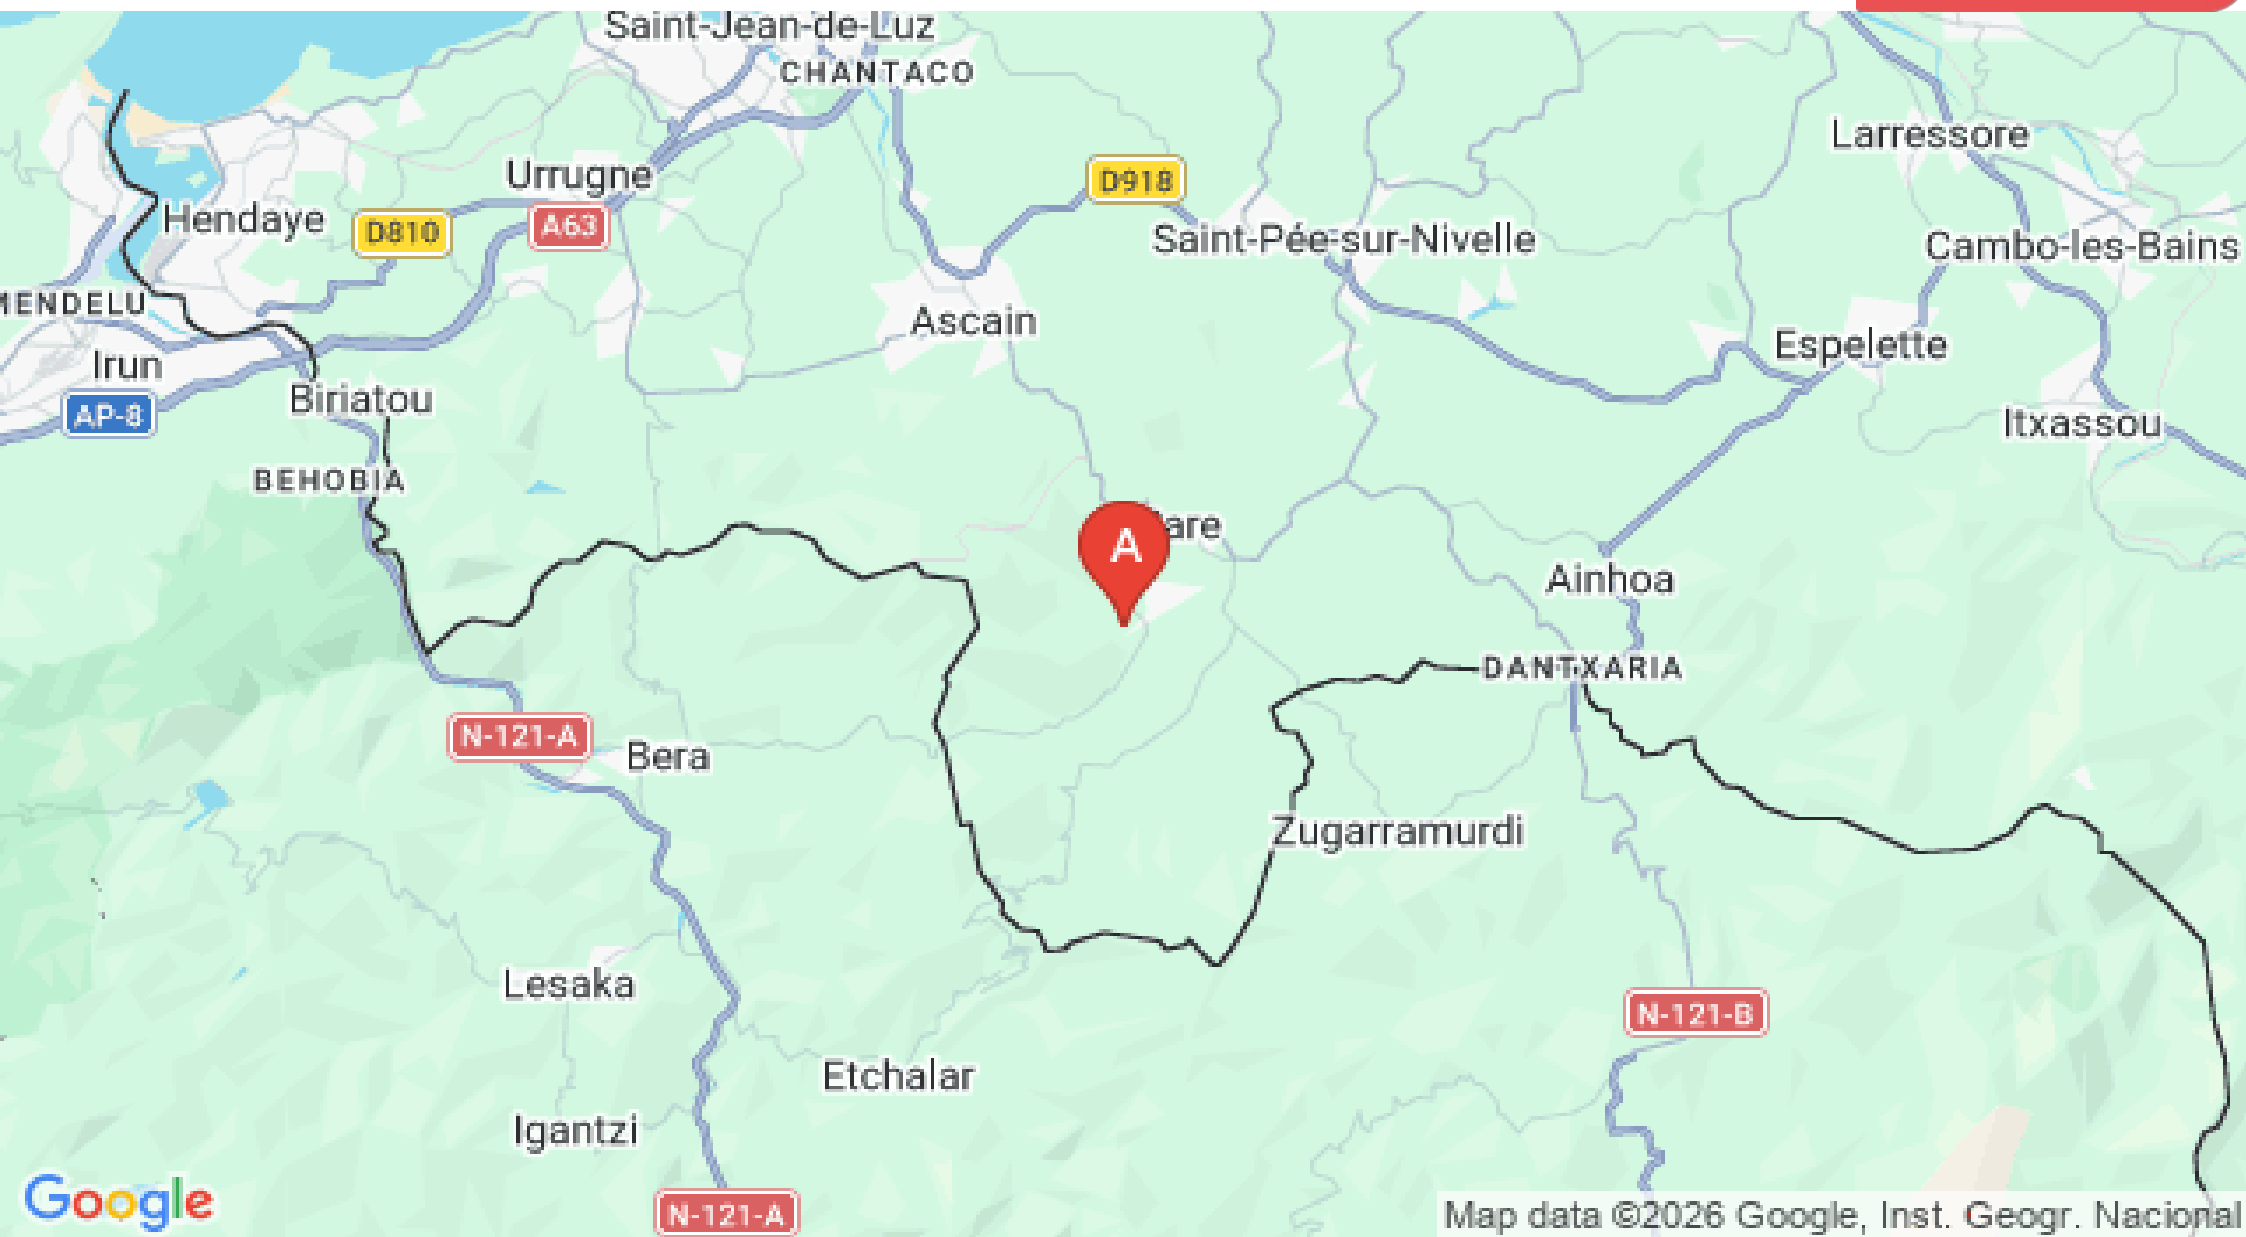 Saint-Jean-de-Luz
CHANTACO
Larressore
Urrugne
D918
Hendaye
D810
A63
Saint-Pée-sur-Nivelle
Cambo-les-Bains
MENDELU
Ascain
Espelette
Irun
Biriatou
AP-8
Itxassou
BEHOBIA
A
are
Ainhoa
DANTXARIA
N-121-A
Bera
Zugarramurdi
Lesaka
N-121-B
Etchalar
Igantzi
Google
N-121-A
Map data ©2026 Google, Inst. Geogr. Nacional